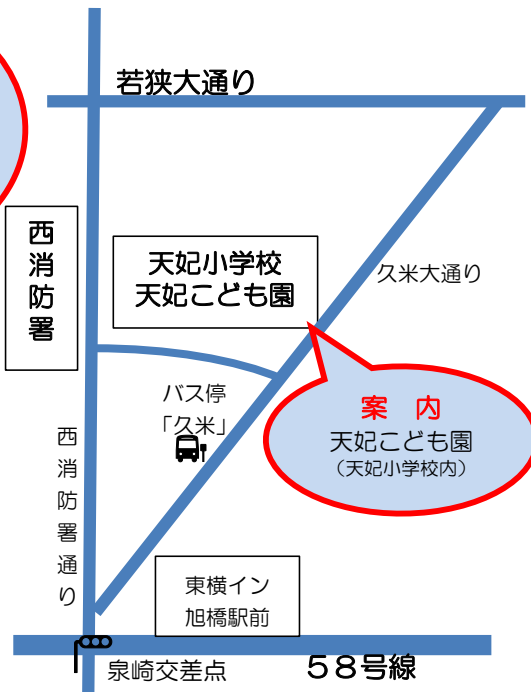 若狭大通り
西消防署
天妃小学校
天妃こども園
久米大通り
バス停
「久米」
案　内
天妃こども園
（天妃小学校内）
西消防署通り
東横イン
旭橋駅前
泉崎交差点
５８号線